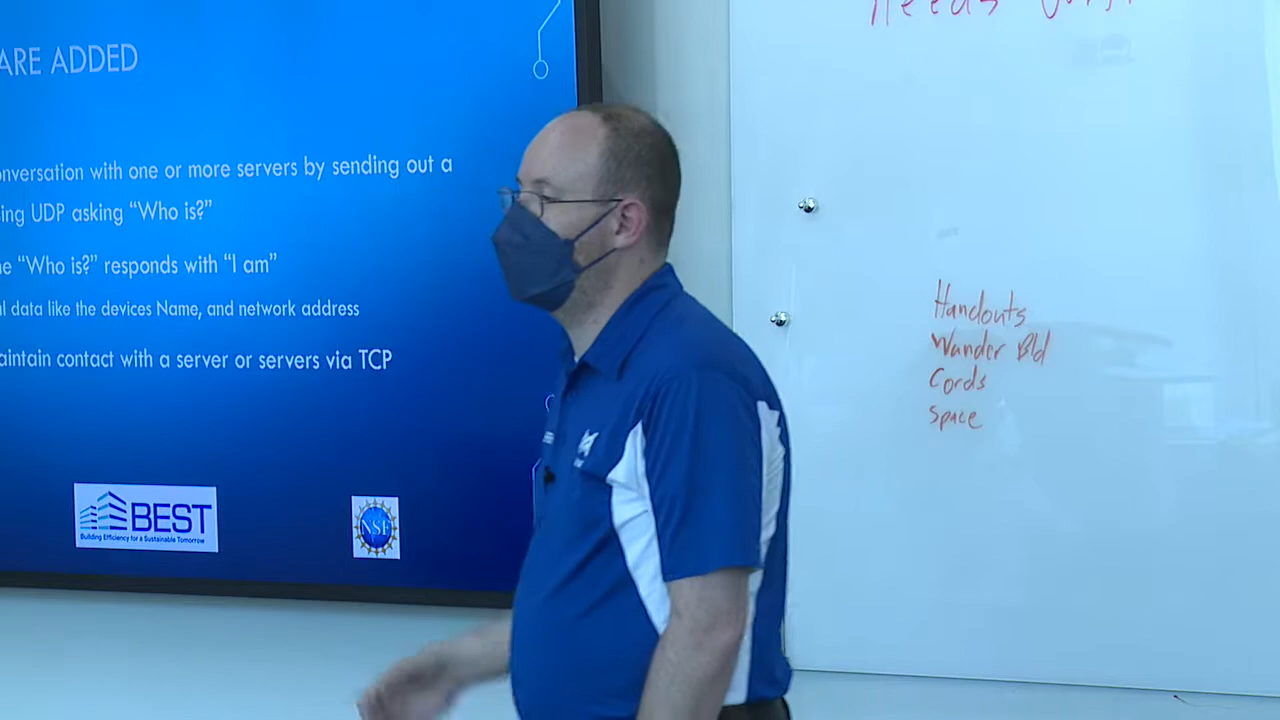 ARE ADDED
nversation with one or more servers by sending out a
ing UDP asking “Who is?”
e “Who is?” responds with “I am”
l data like the devices Name, and network address
aintain contact with a server or servers via TCP
BEST
Building Efficiency for a Sustainable Tomorrow
NSF
Needs
Handouts
Wander Bld
Cords
Space